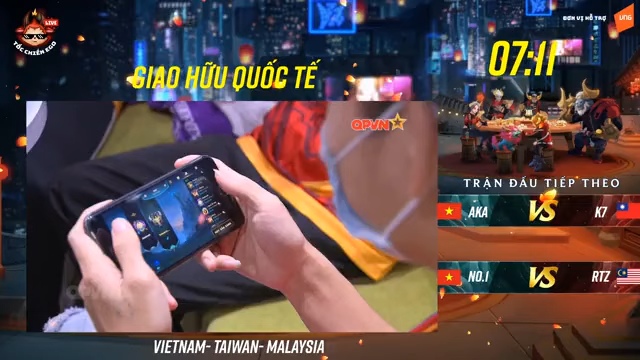 LIVE
TỐC CHIẾN EGO
ĐƠN VỊ HỖ TRỢ
VNG
07:11
GIAO HỮU QUỐC TẾ
QPVN
TRẬN ĐẤU TIẾP THEO
AKA VS K7
NO.1 VS RTZ
VIETNAM- TAIWAN- MALAYSIA